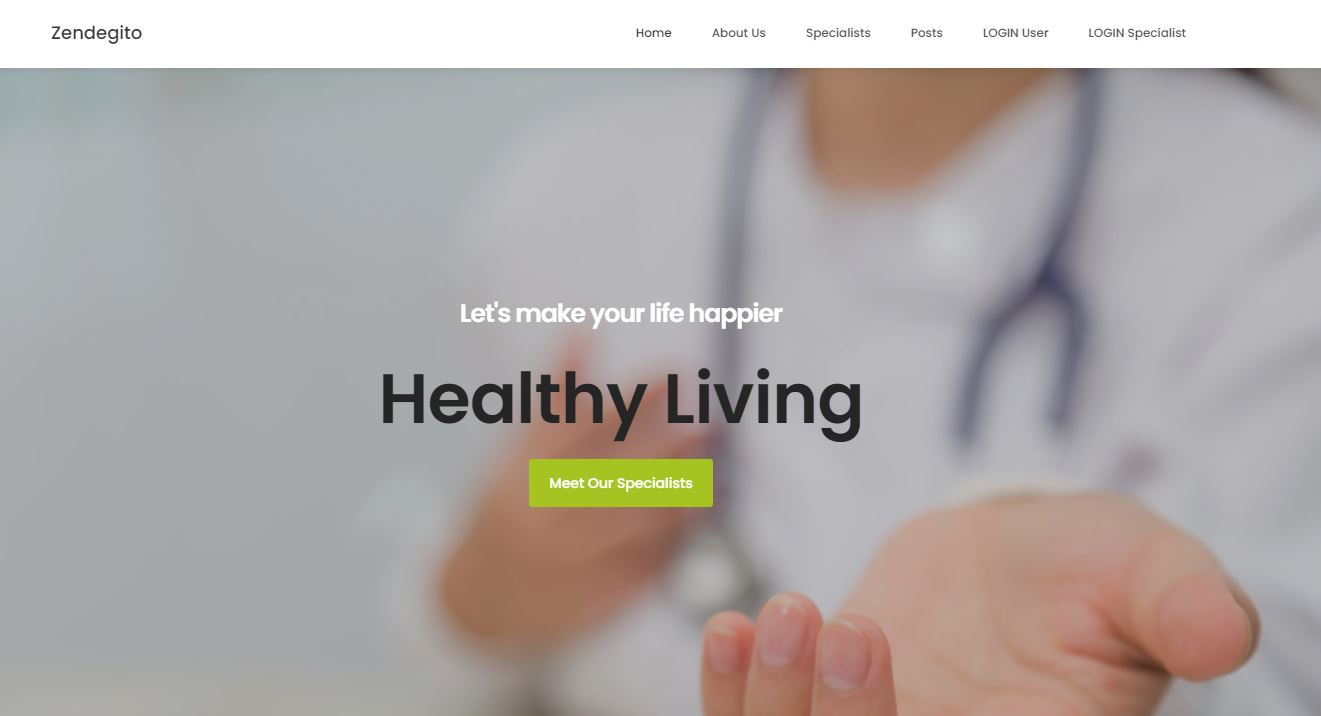 Zendegito
Home About Us Specialists Posts LOGIN User LOGIN Specialist
Let's make your life happier
Healthy Living
Meet Our Specialists